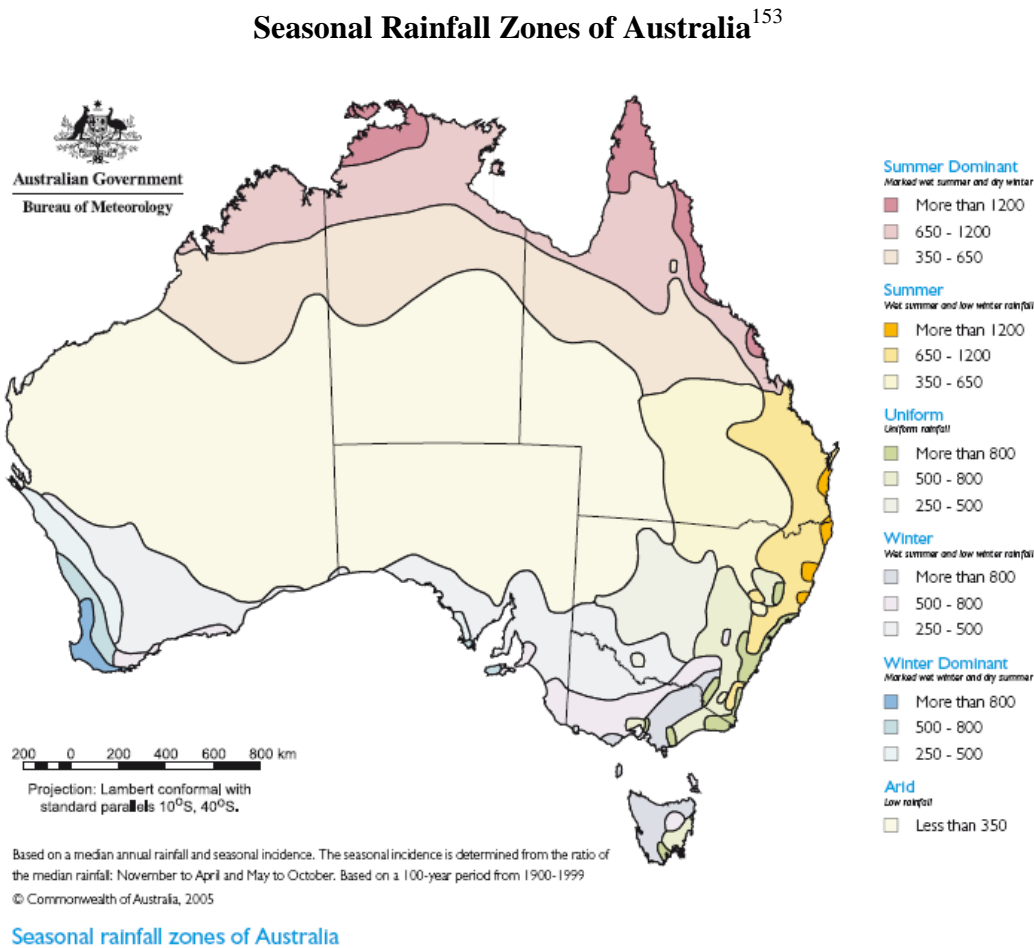 Seasonal Rainfall Zones of Australia153
Australian Government
Bureau of Meteorology
Summer Dominant
Marked wet summer and dry winter
More than 1200
650 - 1200
350 - 650
Summer
Wet summer and low winter rainfall
More than 1200
650 - 1200
350 - 650
Uniform
Uniform rainfall
More than 800
500 - 800
250 - 500
Winter
Wet summer and low winter rainfall
More than 800
500 - 800
250 - 500
Winter Dominant
Marked wet winter and dry summer
More than 800
500 - 800
250 - 500
Arid
Low rainfall
Less than 350
200 0 200 400 600 800 km
Projection: Lambert conformal with
standard parallels 10°S, 40°S.
Based on a median annual rainfall and seasonal incidence. The seasonal incidence is determined from the ratio of
the median rainfall: November to April and May to October. Based on a 100-year period from 1900-1999
© Commonwealth of Australia, 2005
Seasonal rainfall zones of Australia